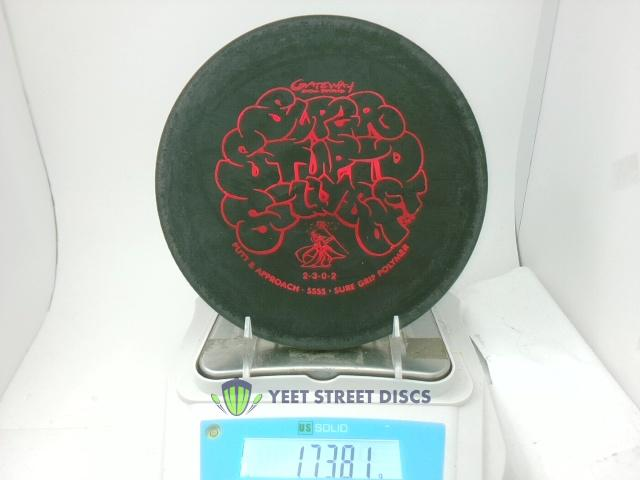 GATEWAY
SUPER
STUPID
2-3-0-2
PUTT & APPROACH · SSSS · SURE GRIP POLYMER
YEET STREET DISCS
US SOLID
173.81 g